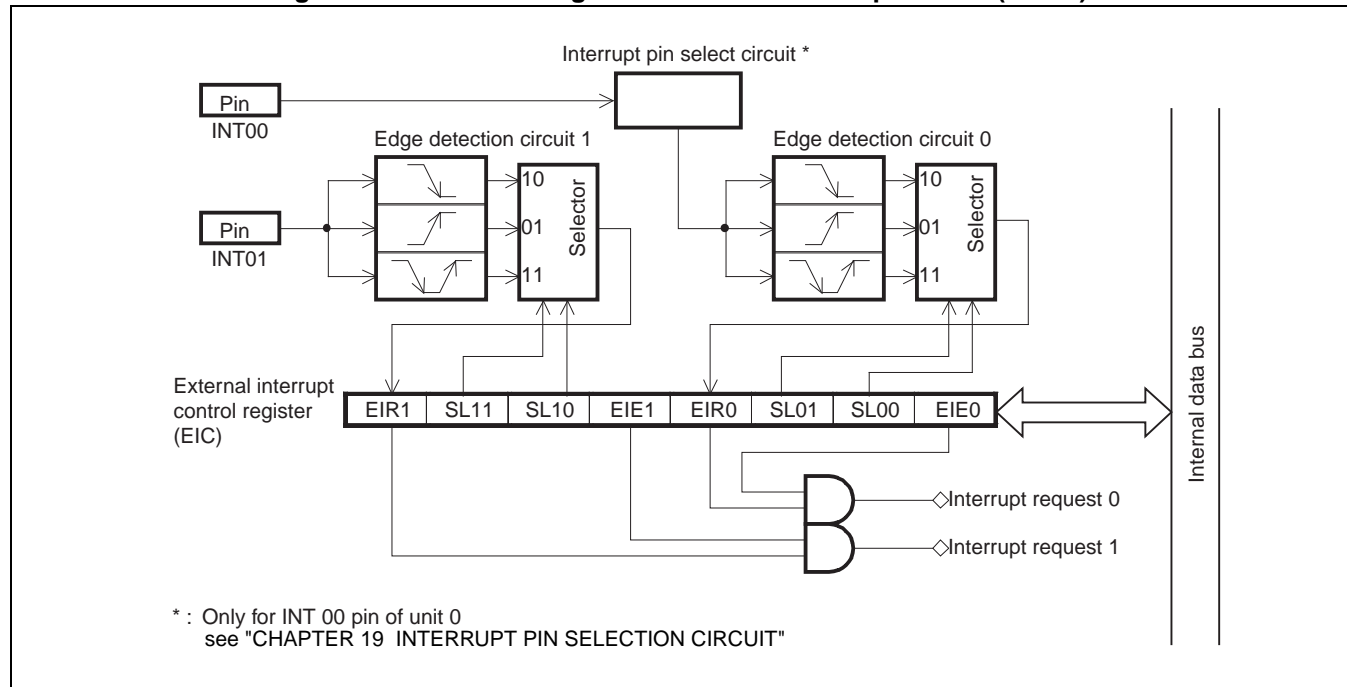 Interrupt pin select circuit *
Pin
INT00
Edge detection circuit 1
Edge detection circuit 0
10
01
11
Selector
10
01
11
Selector
Pin
INT01
External interrupt
control register
(EIC)
EIR1 SL11 SL10 EIE1 EIR0 SL01 SL00 EIE0
Internal data bus
Interrupt request 0
Interrupt request 1
* : Only for INT 00 pin of unit 0
see "CHAPTER 19 INTERRUPT PIN SELECTION CIRCUIT"